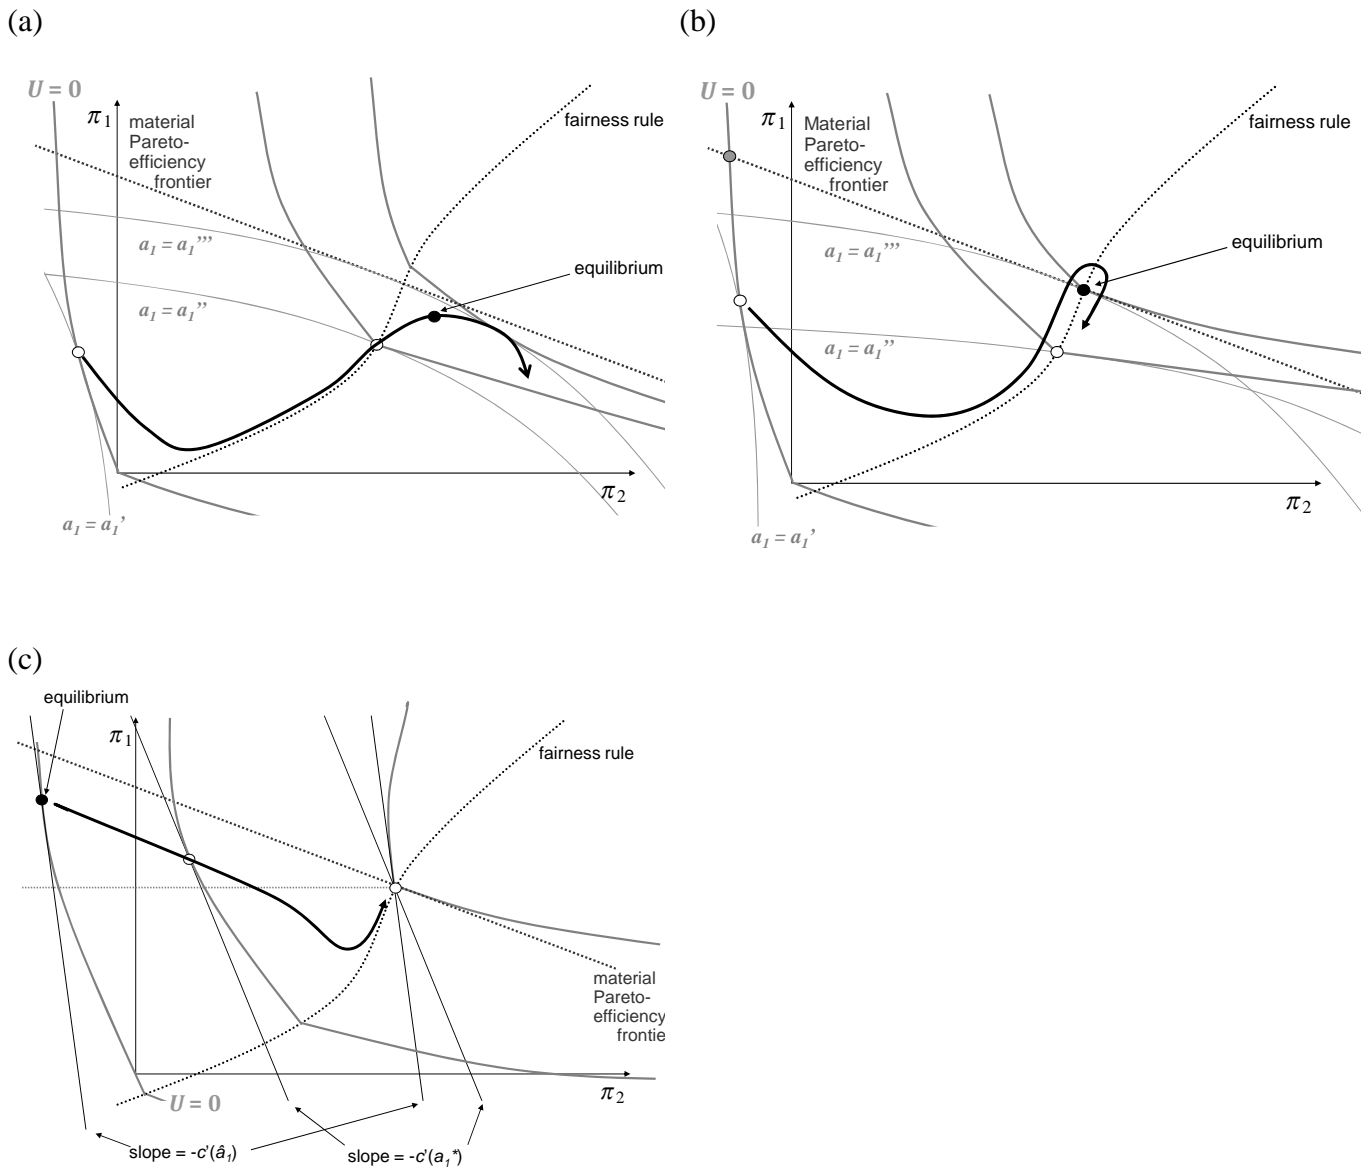 (a)
U = 0
π1
material
Pareto-
efficiency
frontier
fairness rule
a1 = a1’’’
equilibrium
a1 = a1’’
π2
a1 = a1’
(b)
U = 0
π1
Material
Pareto-
efficiency
frontier
fairness rule
a1 = a1’’’
equilibrium
a1 = a1’’
π2
a1 = a1’
(c)
equilibrium
π1
fairness rule
material
Pareto-
efficiency
frontie
π2
U = 0
slope = -c'(â1)
slope = -c'(a1*)